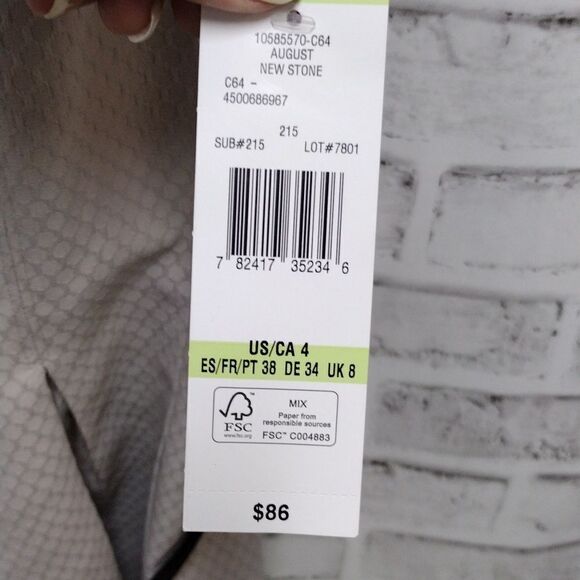 10585570-C64
AUGUST
NEW STONE
C64 -
4500686967
215
SUB#215 LOT#7801
7 82417 35234 6
US/CA 4
ES/FR/PT 38 DE 34 UK 8
FSC
www.fsc.org
MIX
Paper from
responsible sources
FSC™ C004883
$86